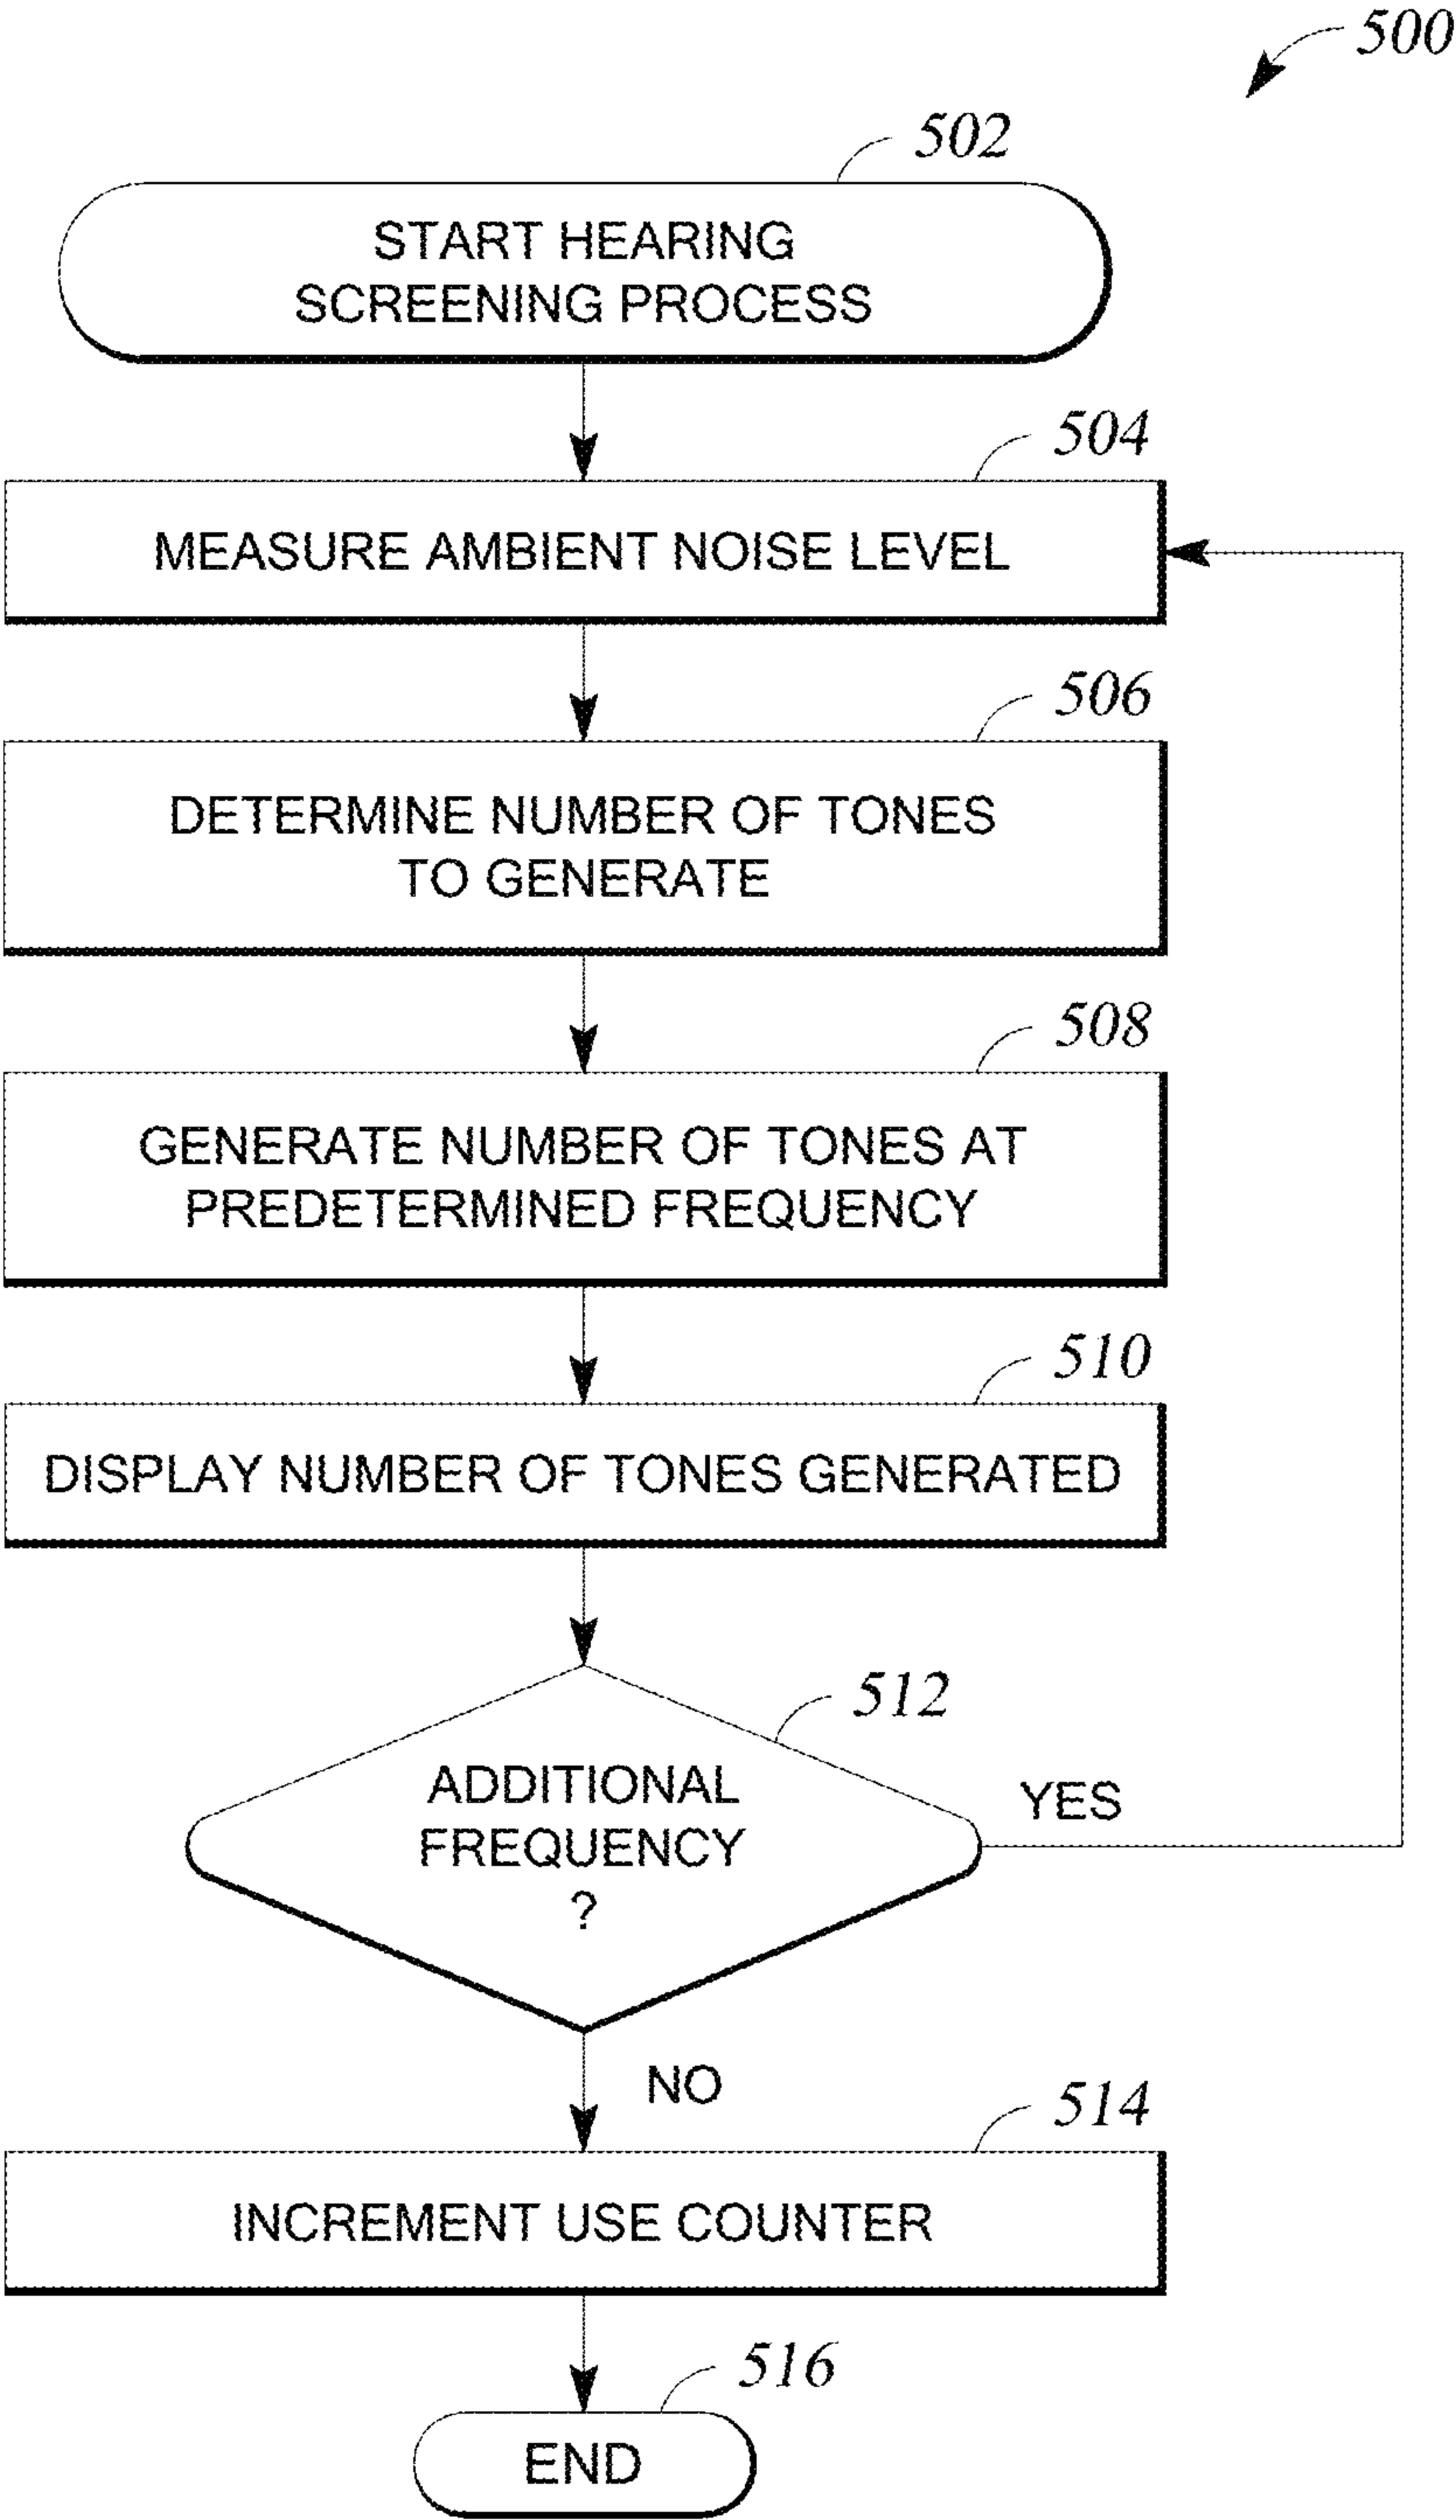 500
502
START HEARING
SCREENING PROCESS
504
MEASURE AMBIENT NOISE LEVEL
506
DETERMINE NUMBER OF TONES
TO GENERATE
508
GENERATE NUMBER OF TONES AT
PREDETERMINED FREQUENCY
510
DISPLAY NUMBER OF TONES GENERATED
512
ADDITIONAL
FREQUENCY
?
YES
NO
514
INCREMENT USE COUNTER
516
END